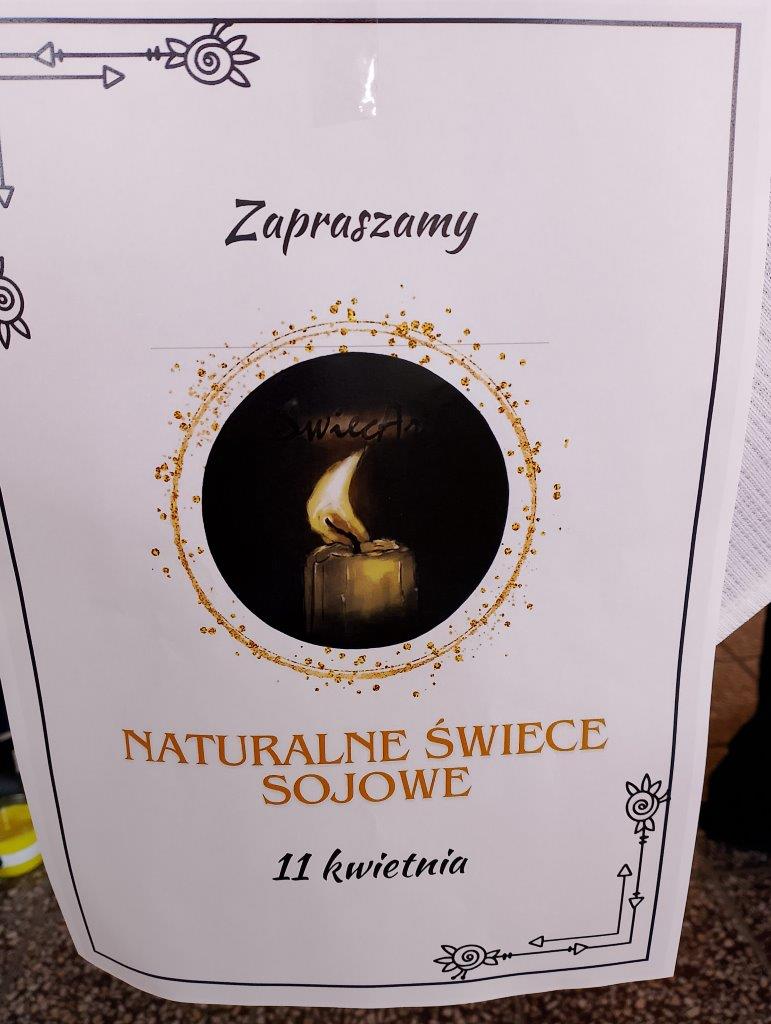 Zapraszamy
NATURALNE ŚWIECE
SOJOWE
11 kwietnia